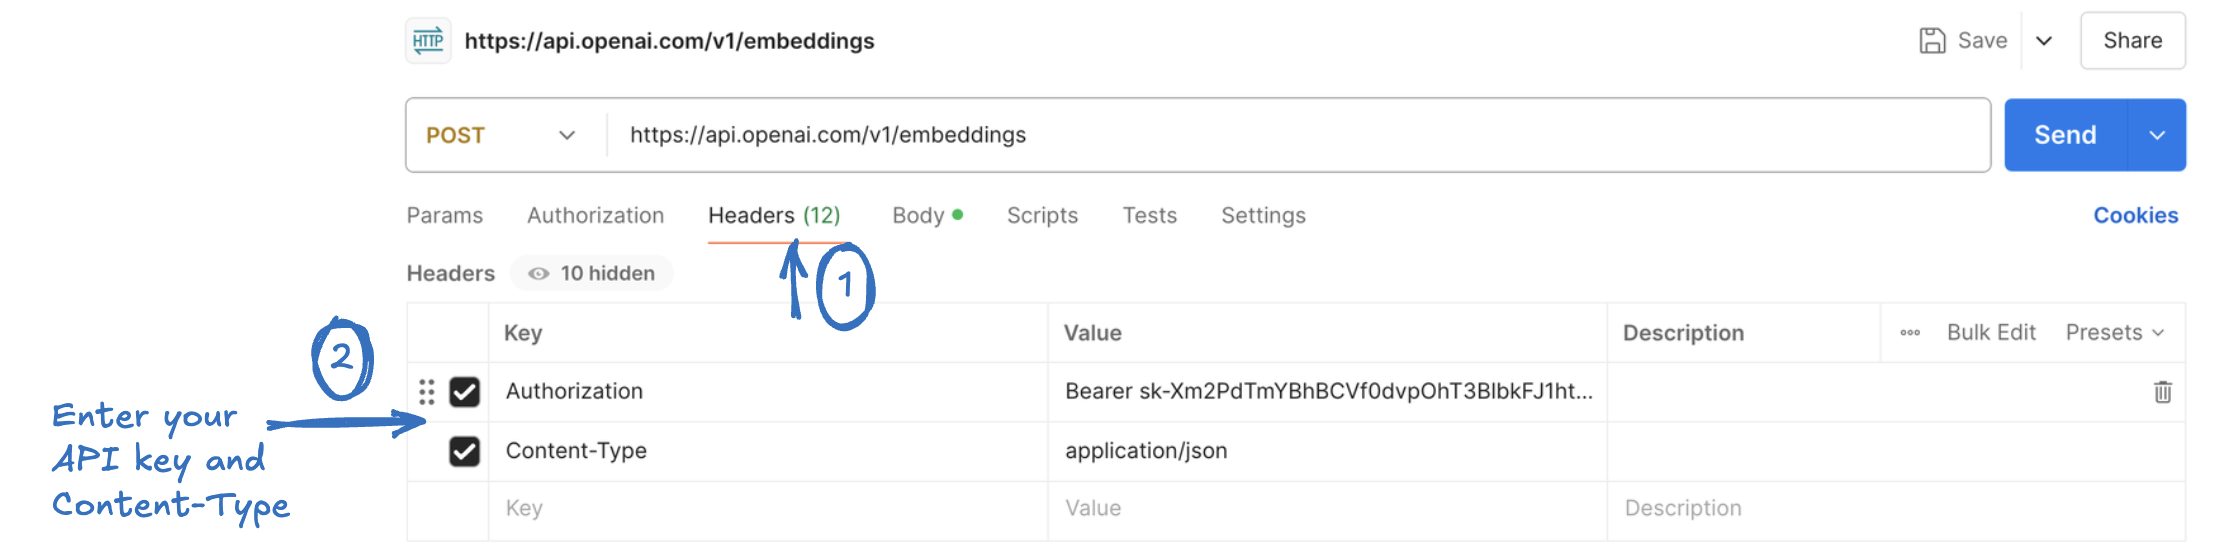 HTTP https://api.openai.com/v1/embeddings Save Share
POST https://api.openai.com/v1/embeddings Send
Params Authorization Headers (12) Body Scripts Tests Settings Cookies
Headers 10 hidden
1
Key Value Description Bulk Edit Presets
2
Authorization Bearer sk-Xm2PdTmYBhBCVf0dvpOhT3BlbkFJ1ht...
Enter your
API key and
Content-Type
Content-Type application/json
Key Value Description